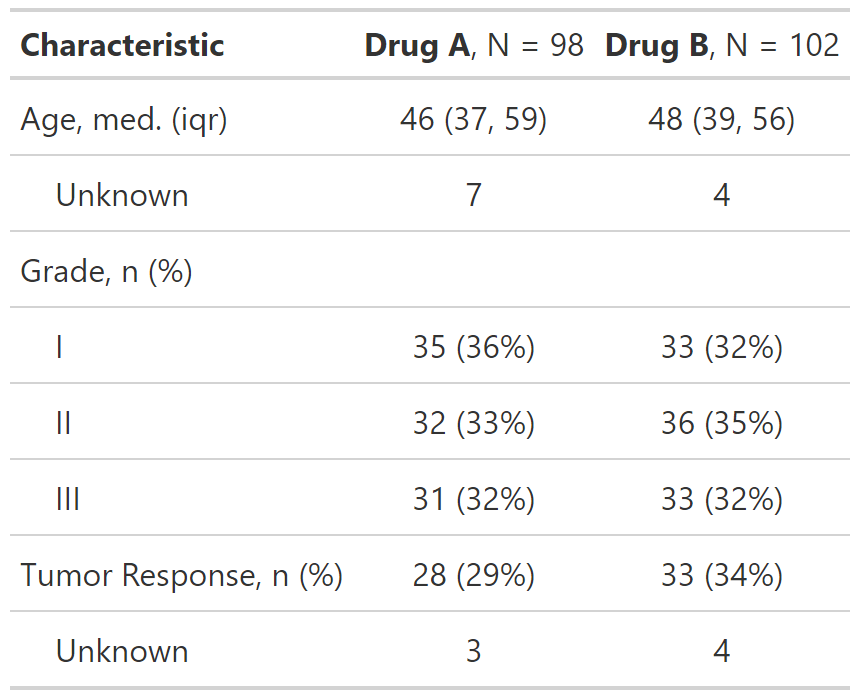 Characteristic Drug A, N = 98 Drug B, N = 102
Age, med. (iqr) 46 (37, 59) 48 (39, 56)
Unknown 7 4
Grade, n (%)
I 35 (36%) 33 (32%)
II 32 (33%) 36 (35%)
III 31 (32%) 33 (32%)
Tumor Response, n (%) 28 (29%) 33 (34%)
Unknown 3 4